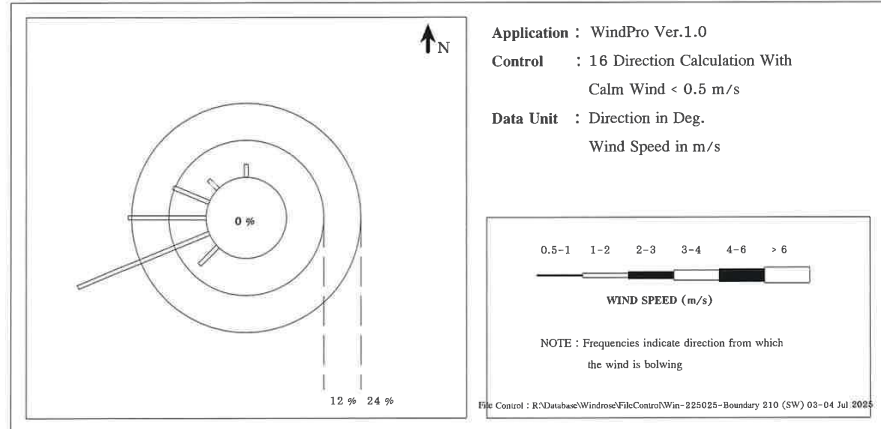 N
0 %
12 % 24 %
Application : WindPro Ver.1.0
Control : 16 Direction Calculation With
Calm Wind < 0.5 m/s
Data Unit : Direction in Deg.
Wind Speed in m/s
0.5-1 1-2 2-3 3-4 4-6 > 6
WIND SPEED (m/s)
NOTE : Frequencies indicate direction from which
the wind is bolwing
File Control : R:\Database\Windrose\FileControl\Win-225025-Boundary 210 (SW) 03-04 Jul 2025